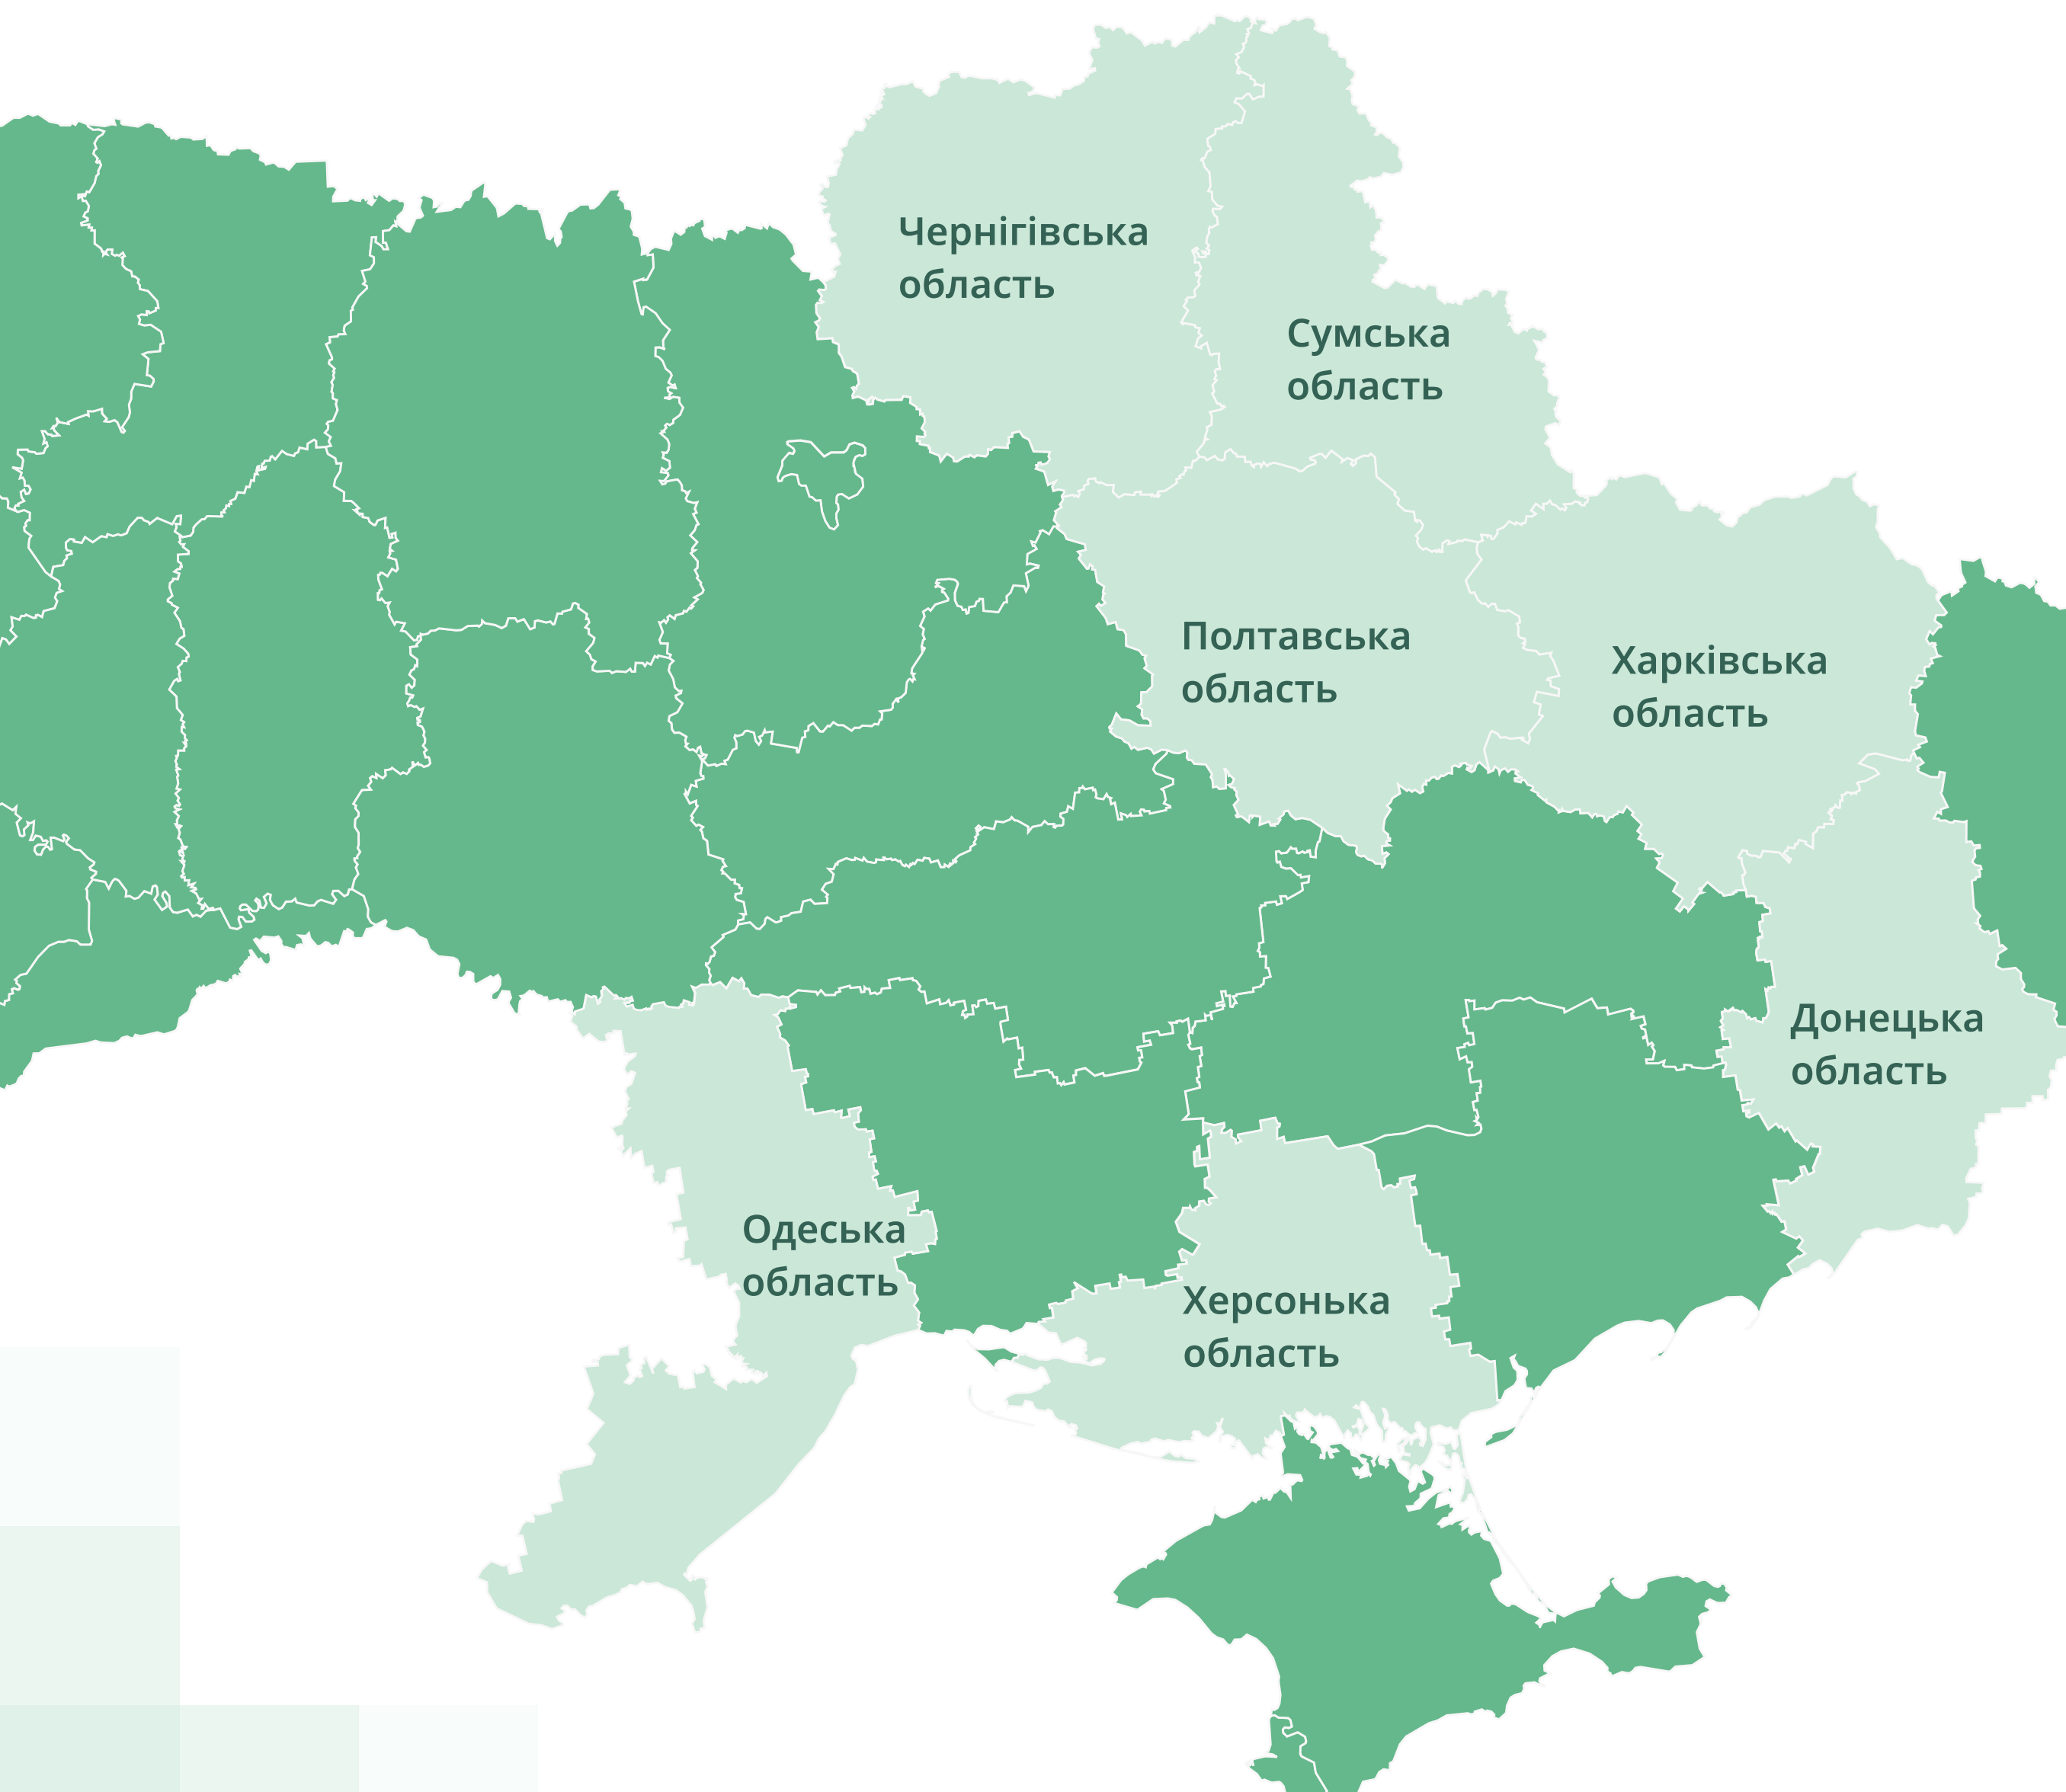 Чернігівська
область
Сумська
область
Полтавська
область
Харківська
область
Донецька
область
Одеська
область
Херсонька
область